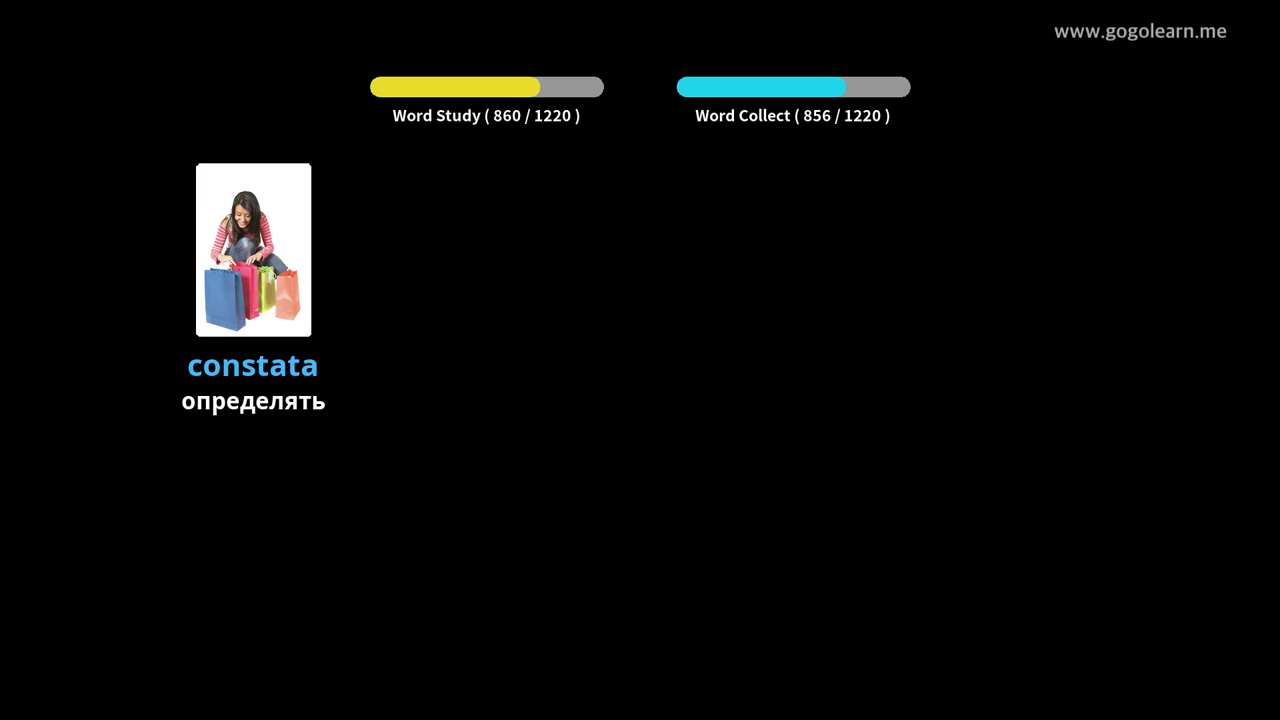 www.gogolearn.me
Word Study ( 860 / 1220 )
Word Collect ( 856 / 1220 )
constata
определять